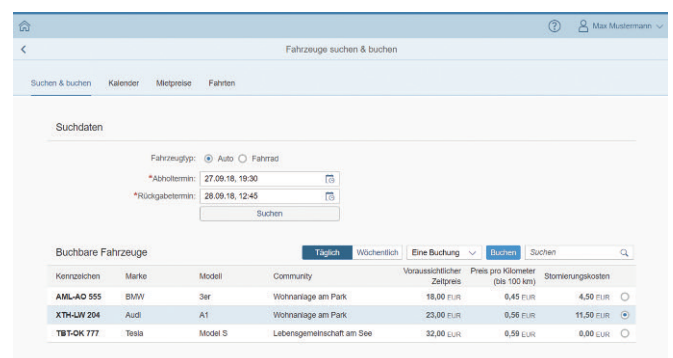 Max Mustermann
Fahrzeuge suchen & buchen
Suchen & buchen Kalender Mietpreise Fahrten
Suchdaten
Fahrzeugtyp: Auto Fahrrad
*Abholtermin: 27.09.18, 19:30
*Rückgabetermin: 28.09.18, 12:45
Suchen
Buchbare Fahrzeuge Täglich Wöchentlich Eine Buchung Buchen Suchen
Kennzeichen Marke Modell Community Voraussichtlicher Zeitpreis Preis pro Kilometer (bis 100 km) Stornierungskosten
AML-AO 555 BMW 3er Wohnanlage am Park 18,00 EUR 0,45 EUR 4,50 EUR
XTH-LW 204 Audi A1 Wohnanlage am Park 23,00 EUR 0,56 EUR 11,50 EUR
TBT-OK 777 Tesla Model S Lebensgemeinschaft am See 32,00 EUR 0,59 EUR 0,00 EUR